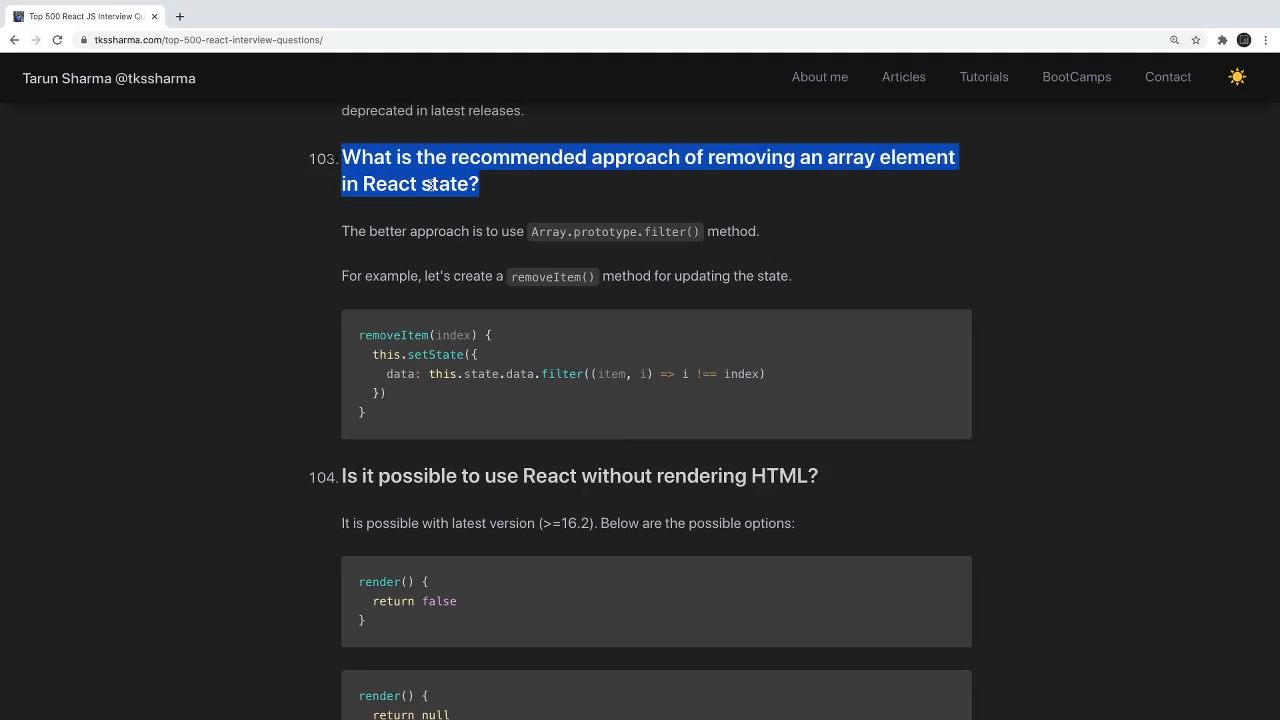 Top 500 React JS Interview Qu
tkssharma.com/top-500-react-interview-questions/
Tarun Sharma @tkssharma
About me
Articles
Tutorials
BootCamps
Contact
deprecated in latest releases.
103. What is the recommended approach of removing an array element
in React state?
The better approach is to use Array.prototype.filter() method.
For example, let's create a removeItem() method for updating the state.
removeItem(index) {
this.setState({
data: this.state.data.filter((item, i) => i !== index)
})
}
104. Is it possible to use React without rendering HTML?
It is possible with latest version (>=16.2). Below are the possible options:
render() {
return false
}
render() {
return null